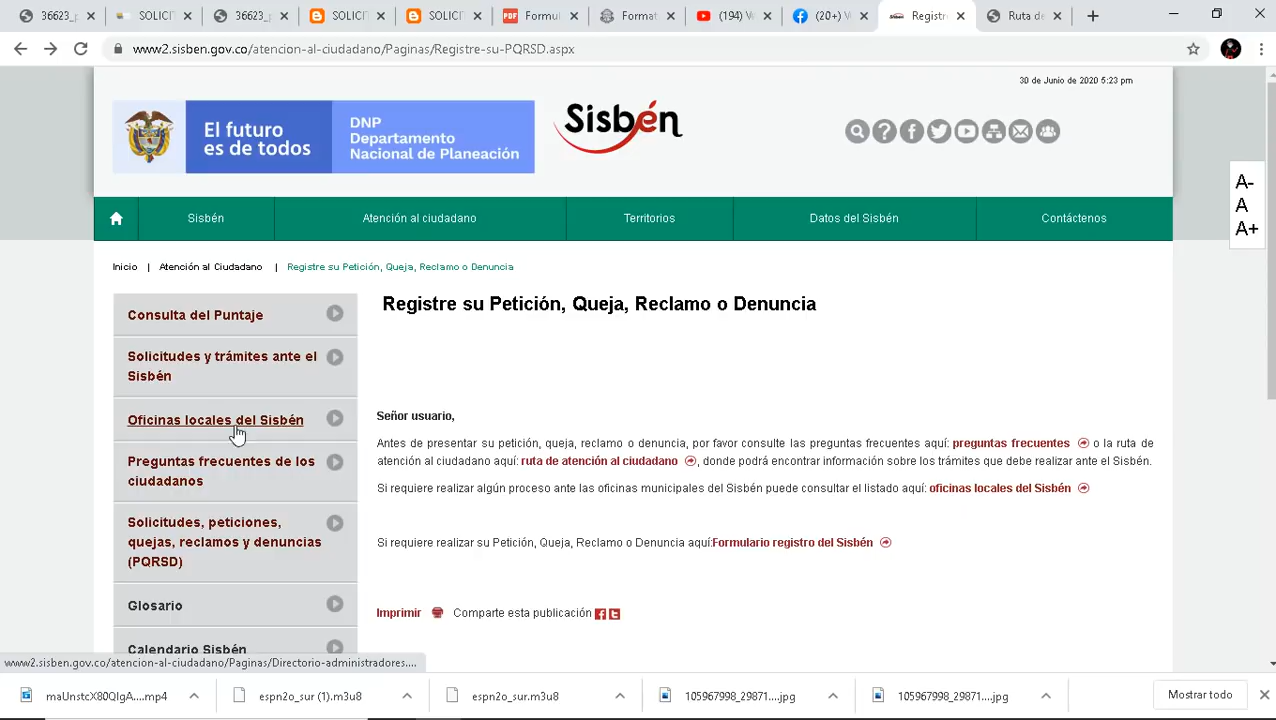 36623_p
SOLICIT
36623_p
SOLICIT
SOLICIT
Formul
Format
(194) V
(20+) V
Registr
Ruta de
www2.sisben.gov.co/atencion-al-ciudadano/Paginas/Registre-su-PQRSD.aspx
30 de Junio de 2020 5:23 pm
El futuro
es de todos
DNP
Departamento
Nacional de Planeación
Sisbén
A-
A
A+
Sisbén
Atención al ciudadano
Territorios
Datos del Sisbén
Contáctenos
Inicio | Atención al Ciudadano | Registre su Petición, Queja, Reclamo o Denuncia
Consulta del Puntaje
Solicitudes y trámites ante el
Sisbén
Oficinas locales del Sisbén
Preguntas frecuentes de los
ciudadanos
Solicitudes, peticiones,
quejas, reclamos y denuncias
(PQRSD)
Glosario
Calendario Sisbén
Registre su Petición, Queja, Reclamo o Denuncia
Señor usuario,
Antes de presentar su petición, queja, reclamo o denuncia, por favor consulte las preguntas frecuentes aquí: preguntas frecuentes o la ruta de
atención al ciudadano aquí: ruta de atención al ciudadano , donde podrá encontrar información sobre los trámites que debe realizar ante el Sisbén.
Si requiere realizar algún proceso ante las oficinas municipales del Sisbén puede consultar el listado aquí: oficinas locales del Sisbén
Si requiere realizar su Petición, Queja, Reclamo o Denuncia aquí:Formulario registro del Sisbén
Imprimir Comparte esta publicación
www2.sisben.gov.co/atencion-al-ciudadano/Paginas/Directorio-administradores....
maUnstcX80QIgA....mp4
espn2o_sur (1).m3u8
espn2o_sur.m3u8
105967998_29871....jpg
105967998_29871....jpg
Mostrar todo